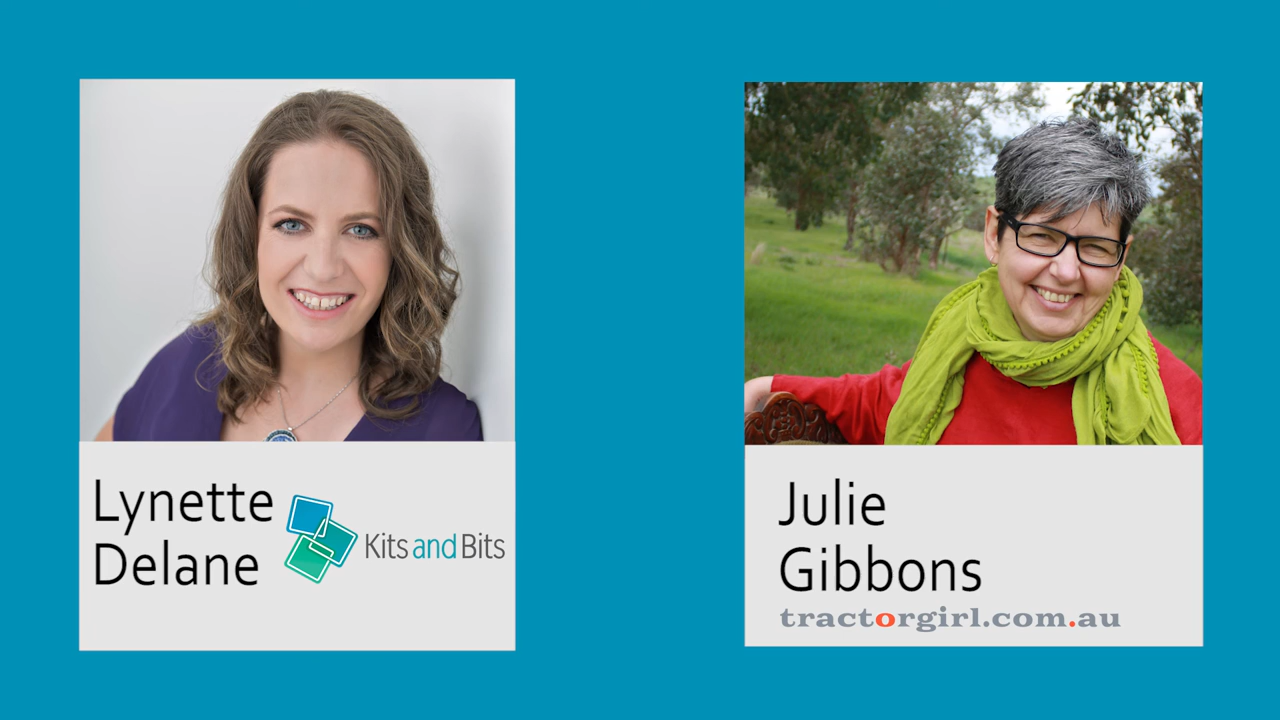 Lynette
Delane
Kits and Bits
Julie
Gibbons
tractorgirl.com.au